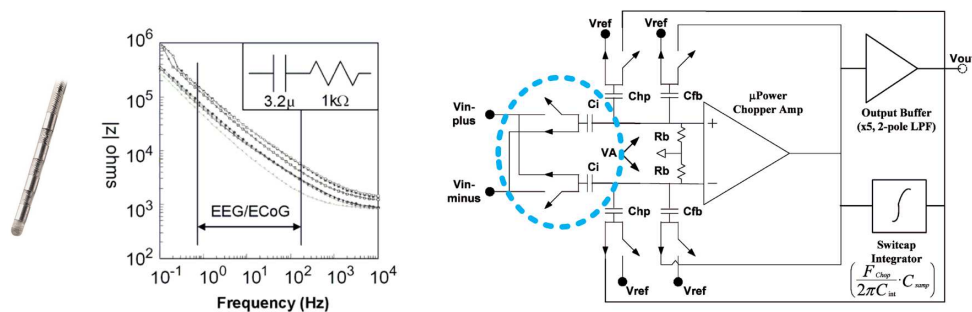 10^6
10^5
10^4
10^3
10^2
|z| ohms
3.2μ
1kΩ
EEG/ECoG
10^-1
10^0
10^1
10^2
10^3
10^4
Frequency (Hz)
Vref
Vref
Chp
Cfb
Ci
Vin-
plus
μPower
Chopper Amp
Output Buffer
(x5, 2-pole LPF)
Vou
+
Rb
VA
Rb
Ci
−
Vin-
minus
Chp
Cfb
Vref
Vref
∫
Switcap
Integrator
(F_Chop / 2πC_int · C_samp)